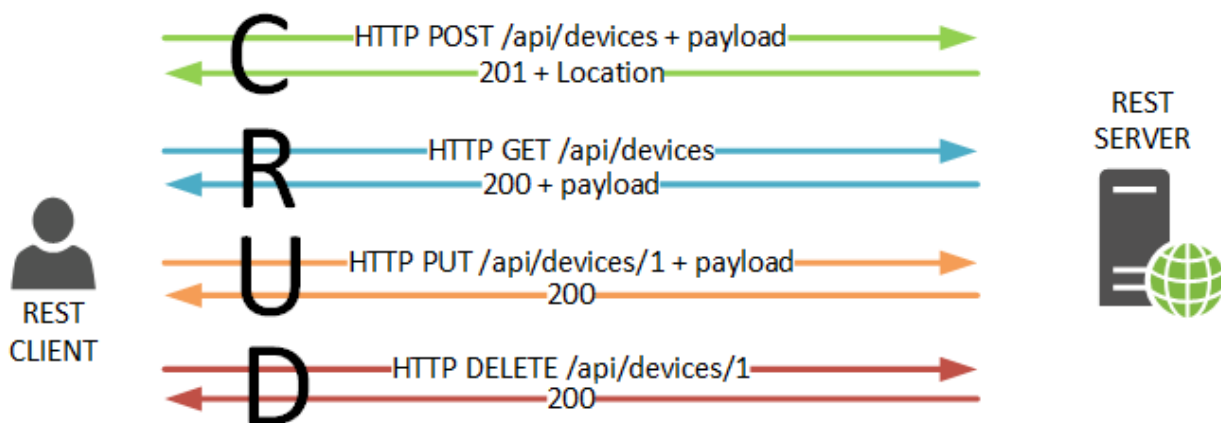 C
HTTP POST /api/devices + payload
201 + Location
R
HTTP GET /api/devices
200 + payload
U
HTTP PUT /api/devices/1 + payload
200
D
HTTP DELETE /api/devices/1
200
REST
CLIENT
REST
SERVER